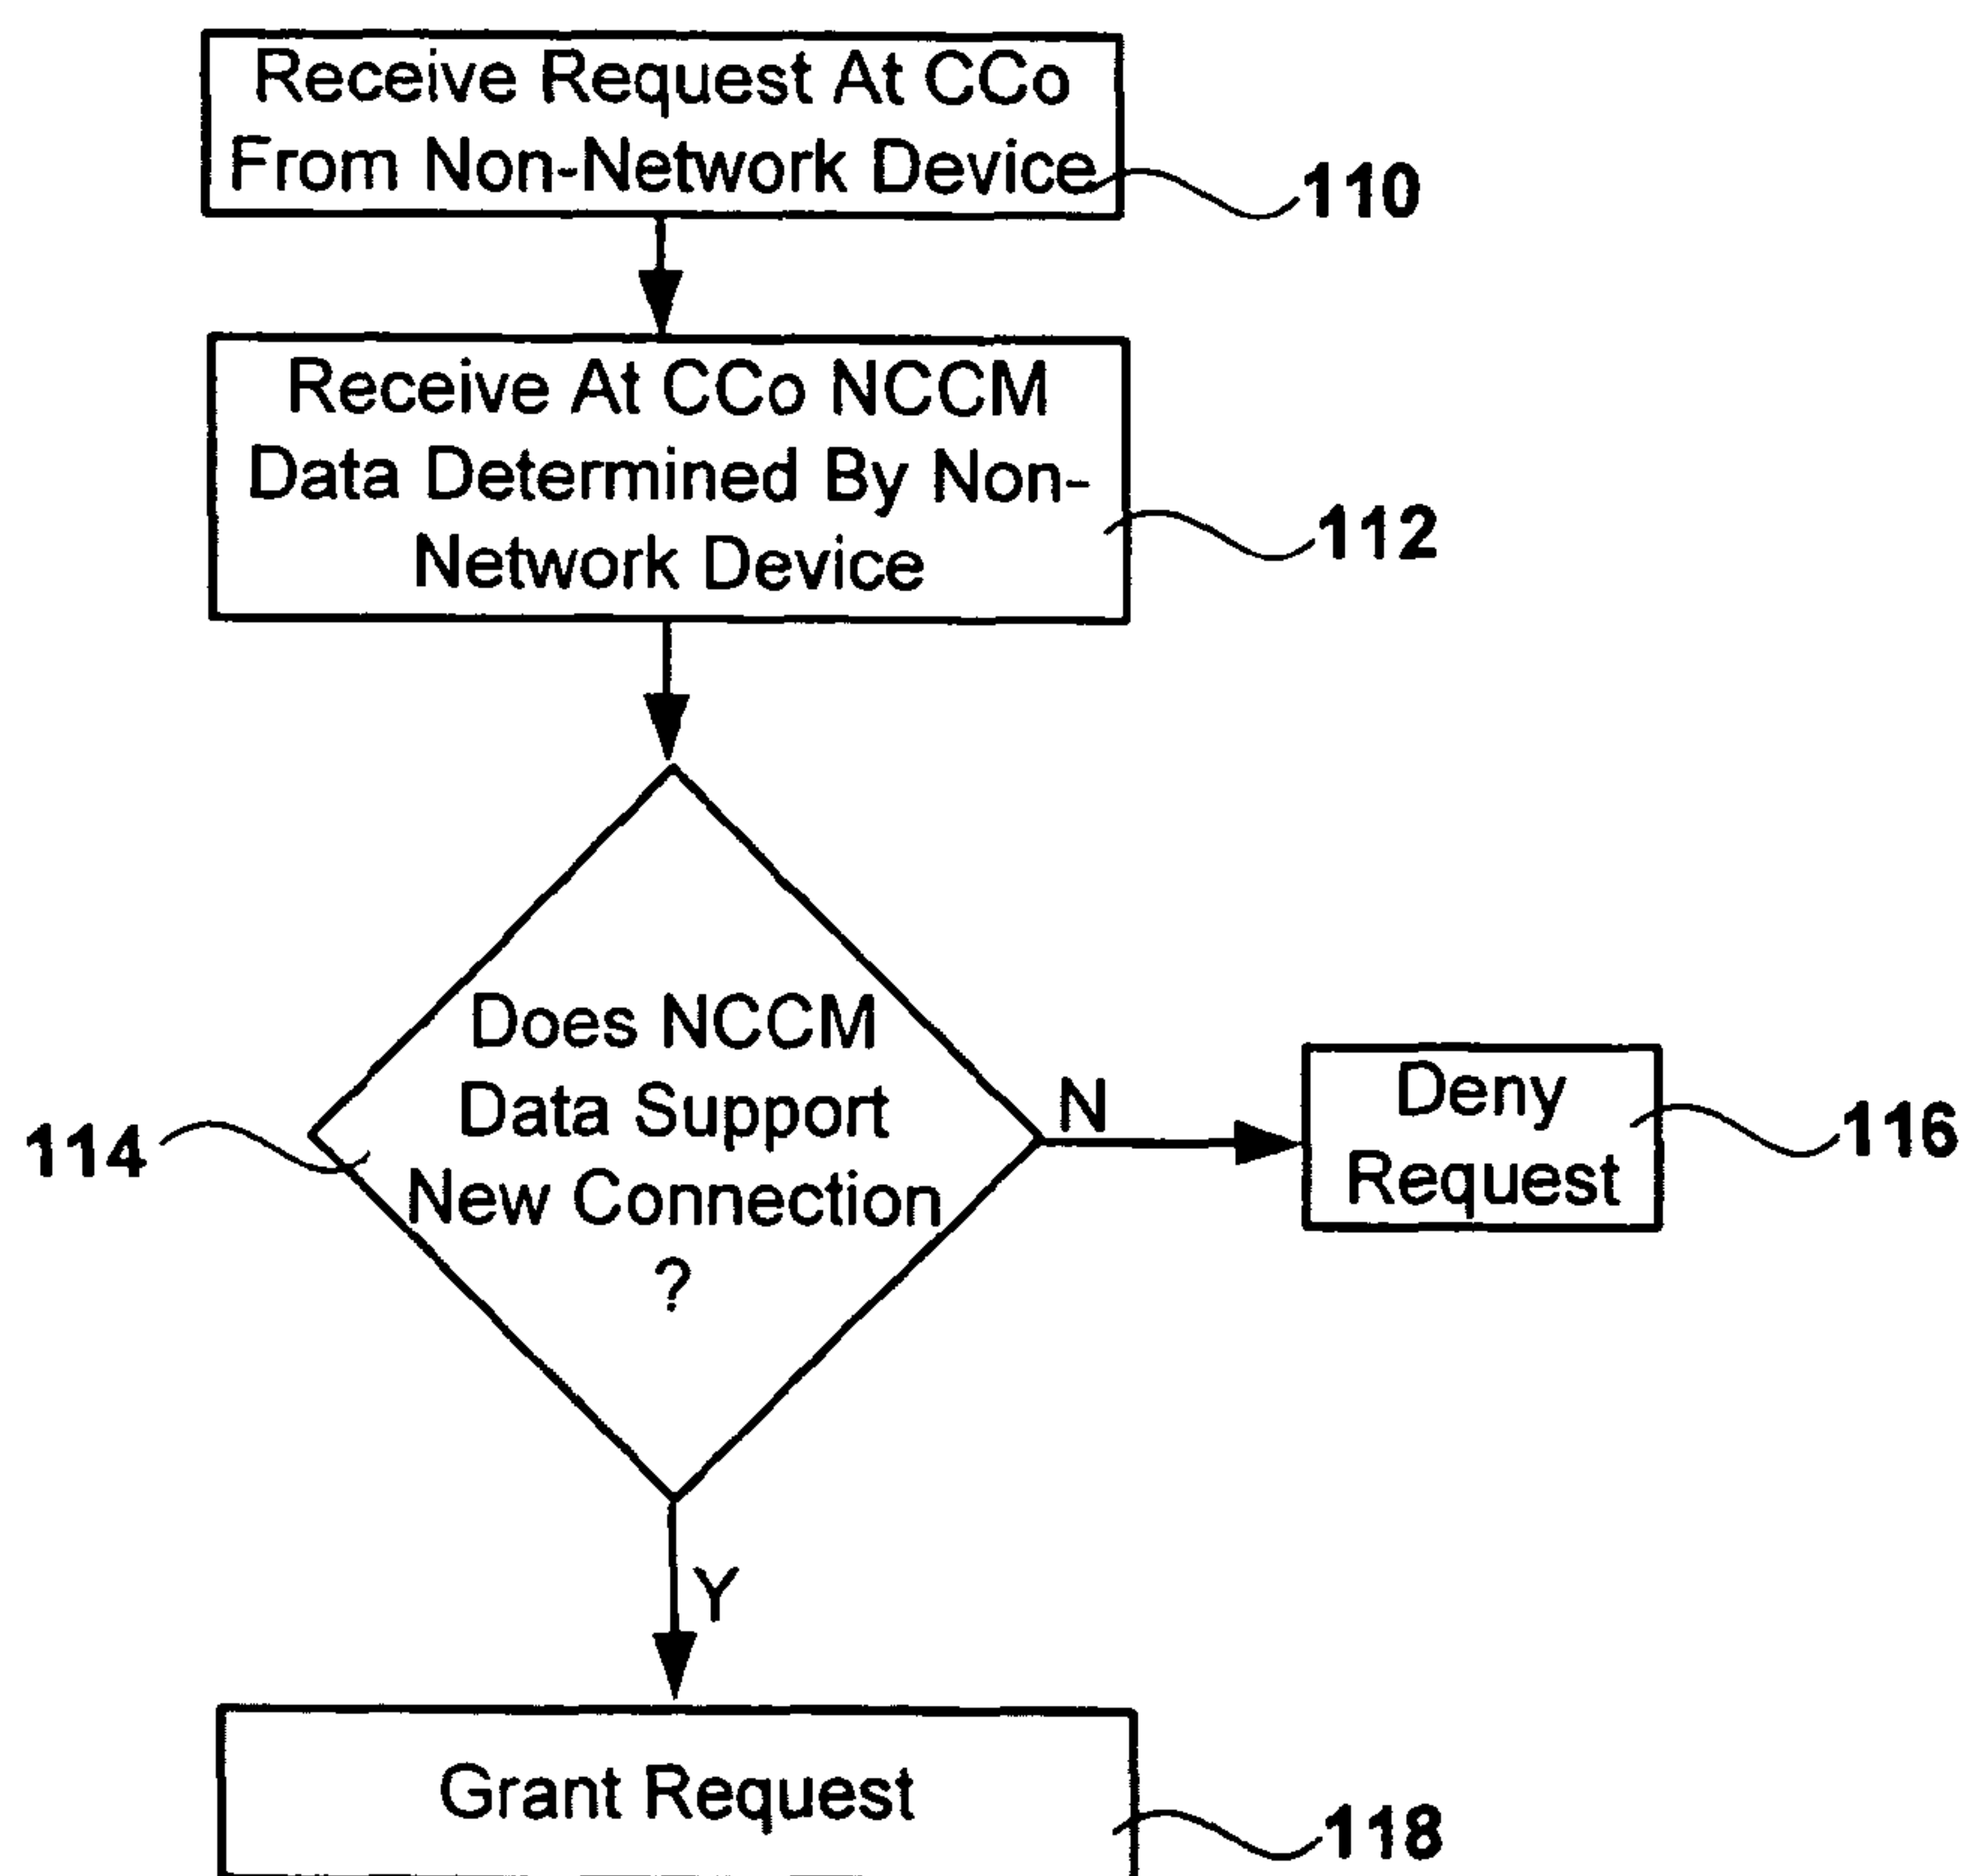 Receive Request At CCo
From Non-Network Device
110
Receive At CCo NCCM
Data Determined By Non-
Network Device
112
Does NCCM
Data Support
New Connection
?
114
N
Deny
Request
116
Y
Grant Request
118